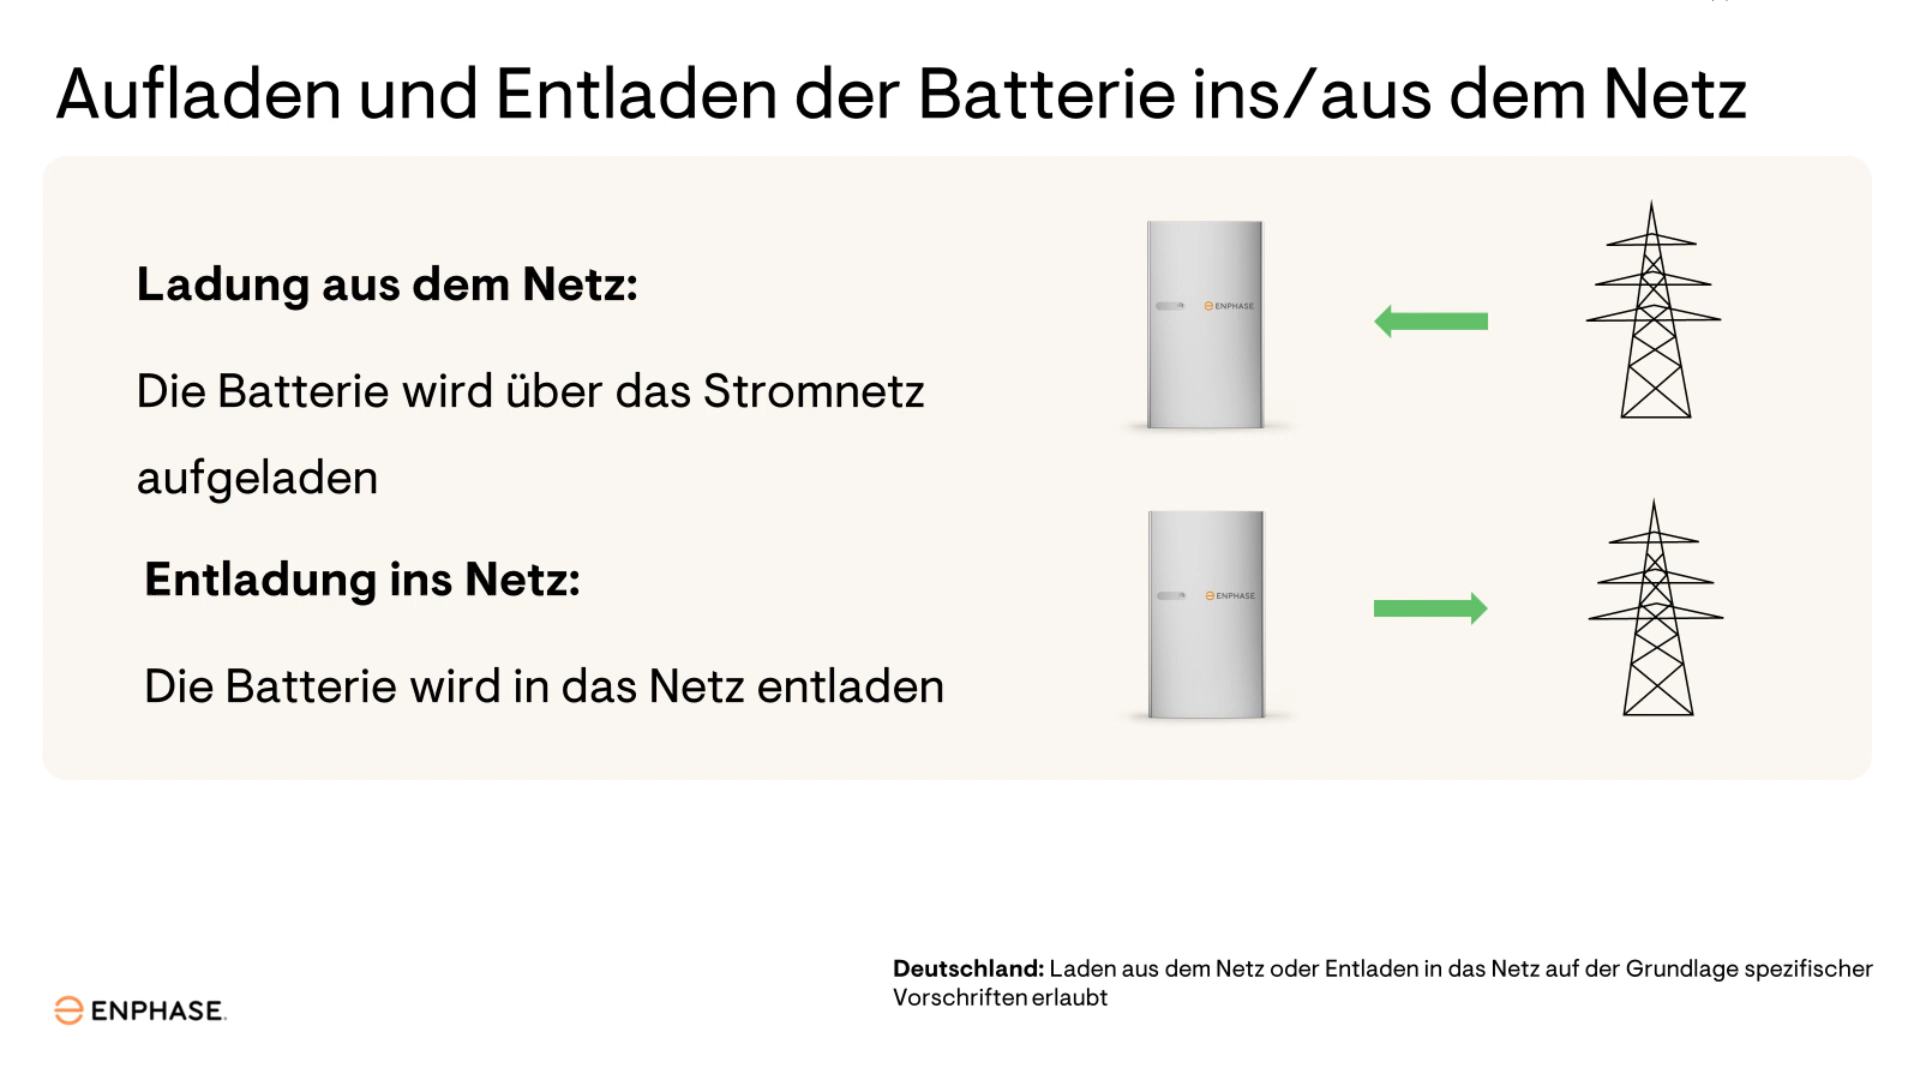 Aufladen und Entladen der Batterie ins/aus dem Netz
Ladung aus dem Netz:
Die Batterie wird über das Stromnetz
aufgeladen
ENPHASE
Entladung ins Netz:
Die Batterie wird in das Netz entladen
ENPHASE
Deutschland: Laden aus dem Netz oder Entladen in das Netz auf der Grundlage spezifischer
Vorschriften erlaubt
ENPHASE.